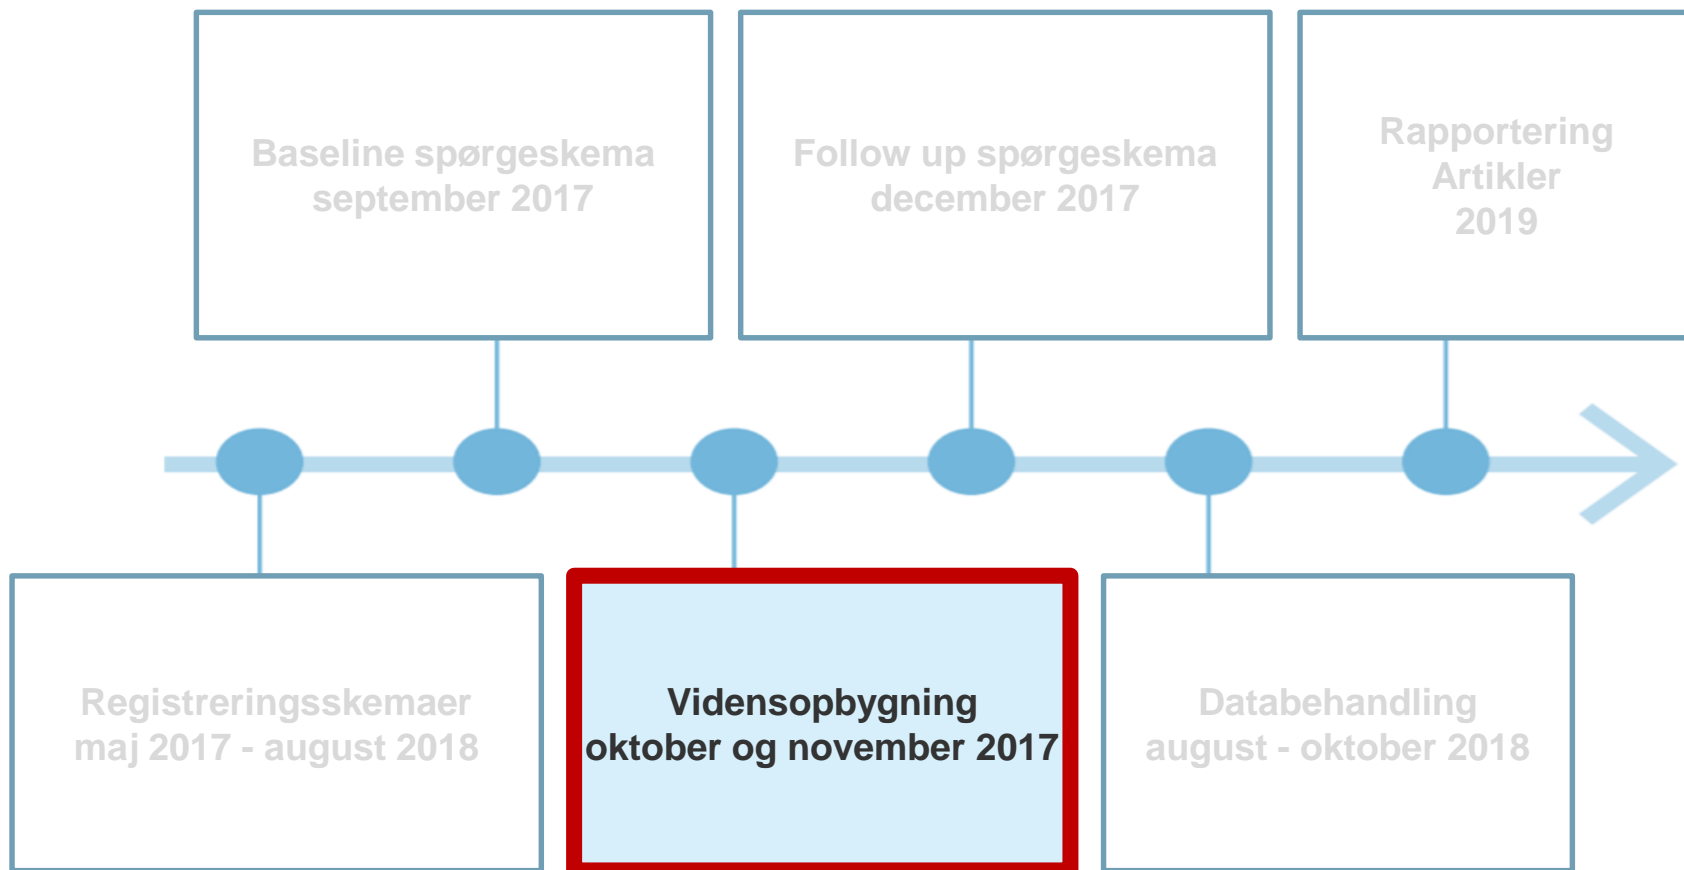 Baseline spørgeskema
september 2017
Follow up spørgeskema
december 2017
Rapportering
Artikler
2019
Registreringsskemaer
maj 2017 - august 2018
Vidensopbygning
oktober og november 2017
Databehandling
august - oktober 2018